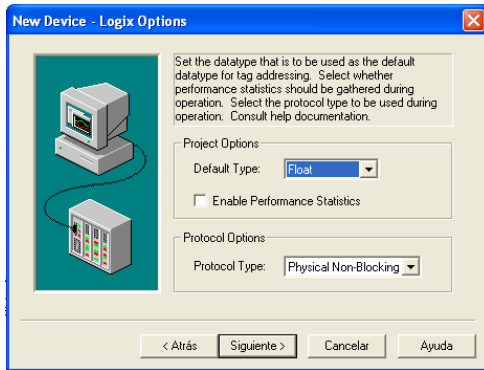 New Device - Logix Options
Set the datatype that is to be used as the default
datatype for tag addressing. Select whether
performance statistics should be gathered during
operation. Select the protocol type to be used during
operation. Consult help documentation.
Project Options
Default Type: Float
Enable Performance Statistics
Protocol Options
Protocol Type: Physical Non-Blocking
< Atrás Siguiente > Cancelar Ayuda